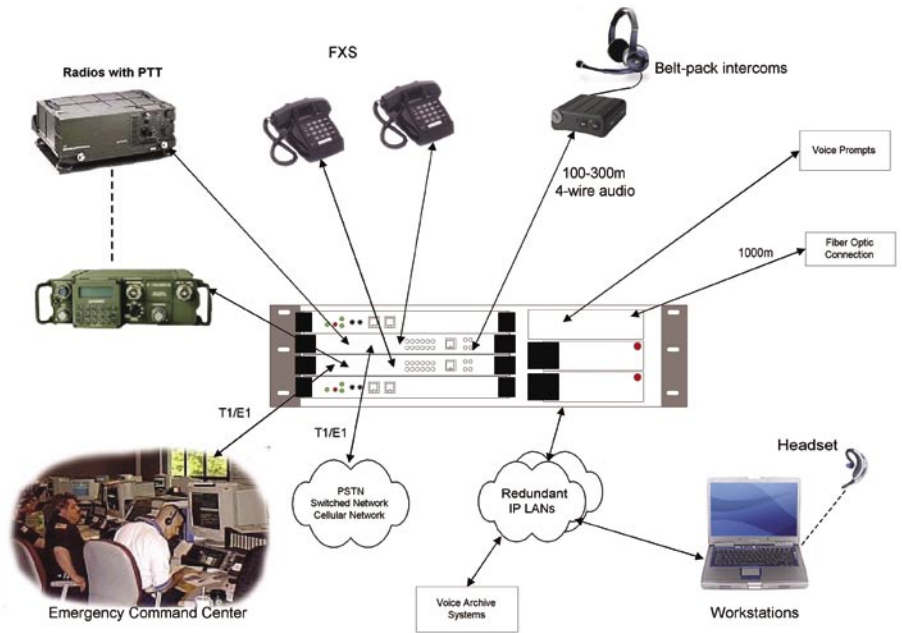 FXS
Radios with PTT
Belt-pack intercoms
100-300m
4-wire audio
Voice Prompts
1000m
Fiber Optic
Connection
T1/E1
T1/E1
PSTN
Switched Network
Cellular Network
Redundant
IP LANs
Headset
Emergency Command Center
Voice Archive
Systems
Workstations